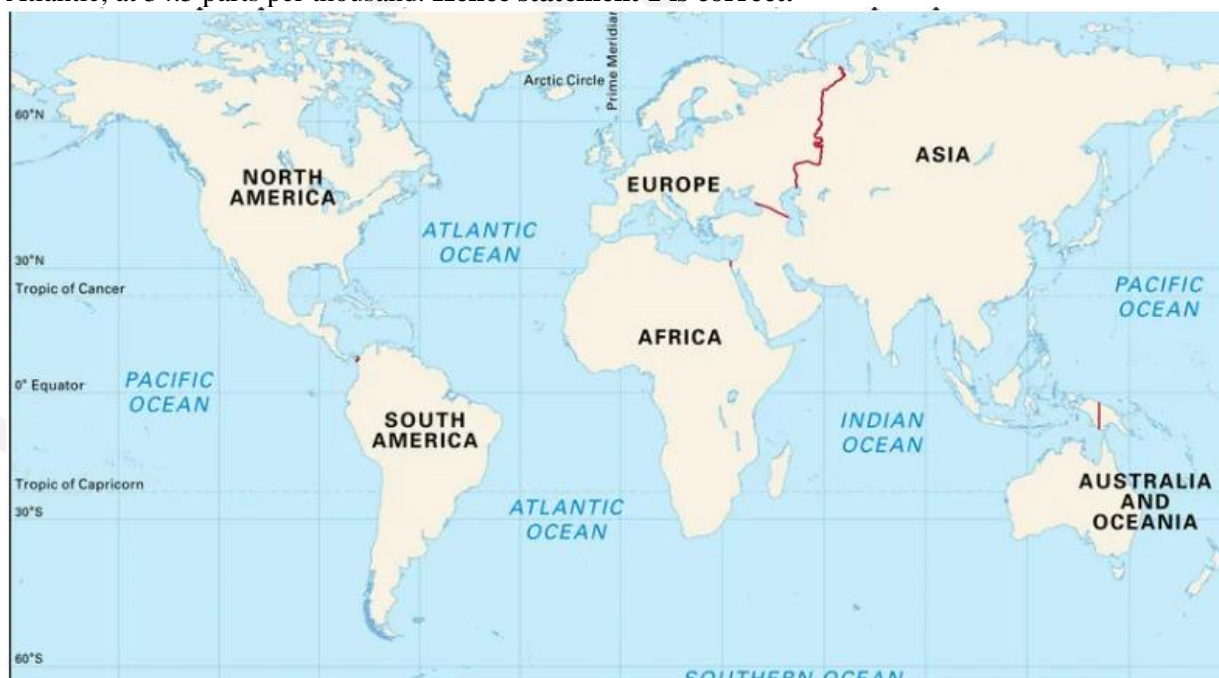 Atlantic, at 34.5 parts per thousand. Hence statement 1 is correct.
Arctic Circle
Prime Meridian
60°N
NORTH
AMERICA
EUROPE
ASIA
ATLANTIC
OCEAN
30°N
Tropic of Cancer
PACIFIC
OCEAN
AFRICA
0° Equator
PACIFIC
OCEAN
SOUTH
AMERICA
INDIAN
OCEAN
Tropic of Capricorn
30°S
ATLANTIC
OCEAN
AUSTRALIA
AND
OCEANIA
60°S
SOUTHERN OCEAN